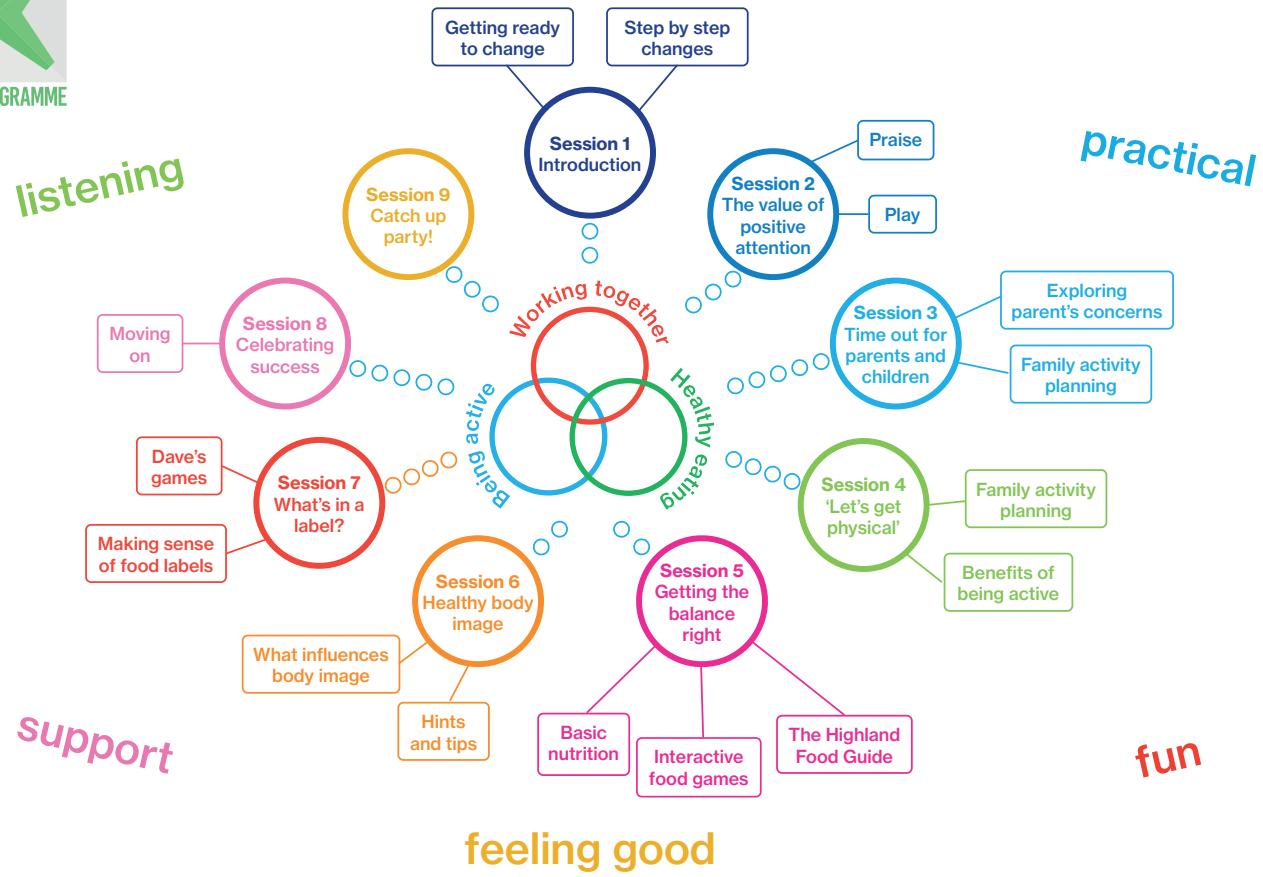 GRAMME
Getting ready
to change
Step by step
changes
Session 1
Introduction
listening
practical
Praise
Play
Session 2
The value of
positive
attention
Session 9
Catch up
party!
Exploring
parent's concerns
Family activity
planning
Session 3
Time out for
parents and
children
Session 8
Celebrating
success
Moving
on
Working together
Being active
Healthy eating
Session 4
'Let's get
physical'
Family activity
planning
Benefits of
being active
Session 7
What's in a
label?
Dave's
games
Making sense
of food labels
Session 5
Getting the
balance
right
Session 6
Healthy body
image
What influences
body image
Hints
and tips
Basic
nutrition
Interactive
food games
The Highland
Food Guide
support
fun
feeling good